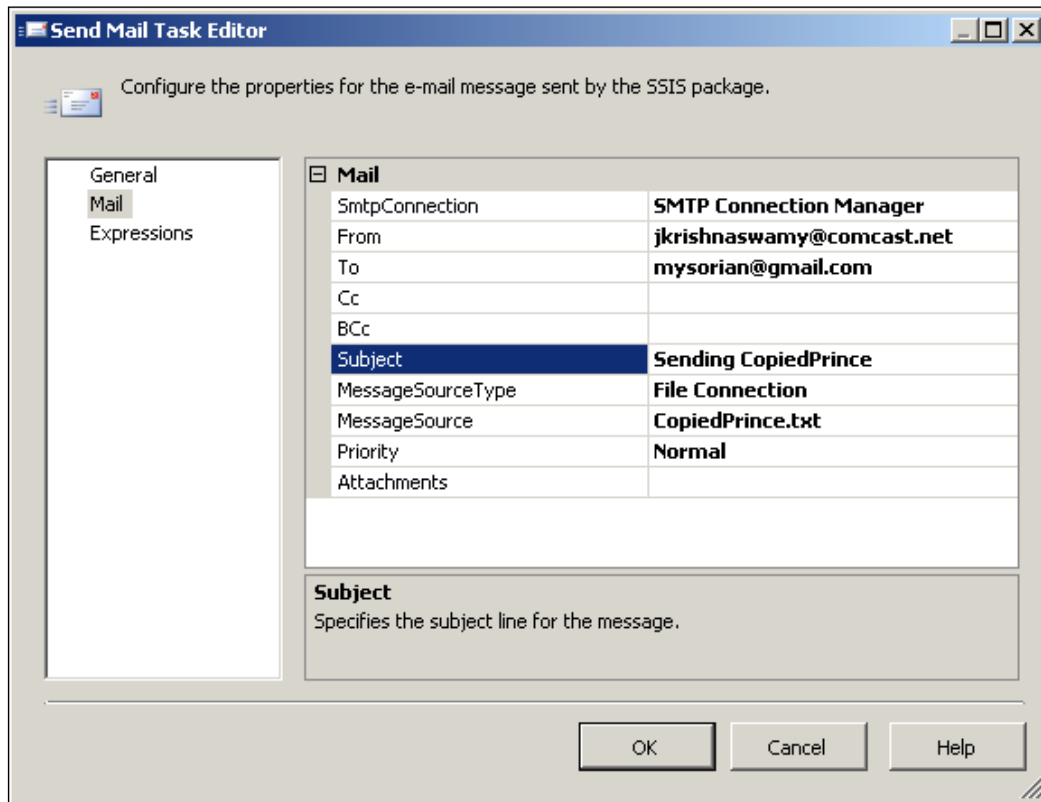 Send Mail Task Editor
Configure the properties for the e-mail message sent by the SSIS package.
General
Mail
Expressions
Mail
SmtpConnection SMTP Connection Manager
From jkrishnaswamy@comcast.net
To mysorian@gmail.com
Cc
BCc
Subject Sending CopiedPrince
MessageSourceType File Connection
MessageSource CopiedPrince.txt
Priority Normal
Attachments
Subject
Specifies the subject line for the message.
OK Cancel Help